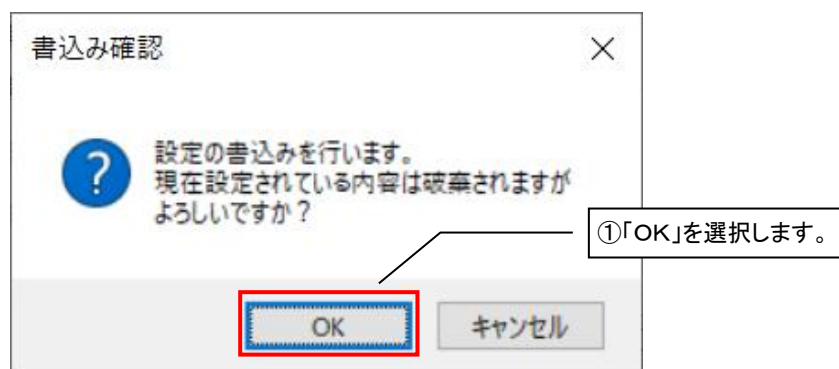 書込み確認
設定の書込みを行います。
現在設定されている内容は破棄されますが
よろしいですか？
①「OK」を選択します。
OK
キャンセル